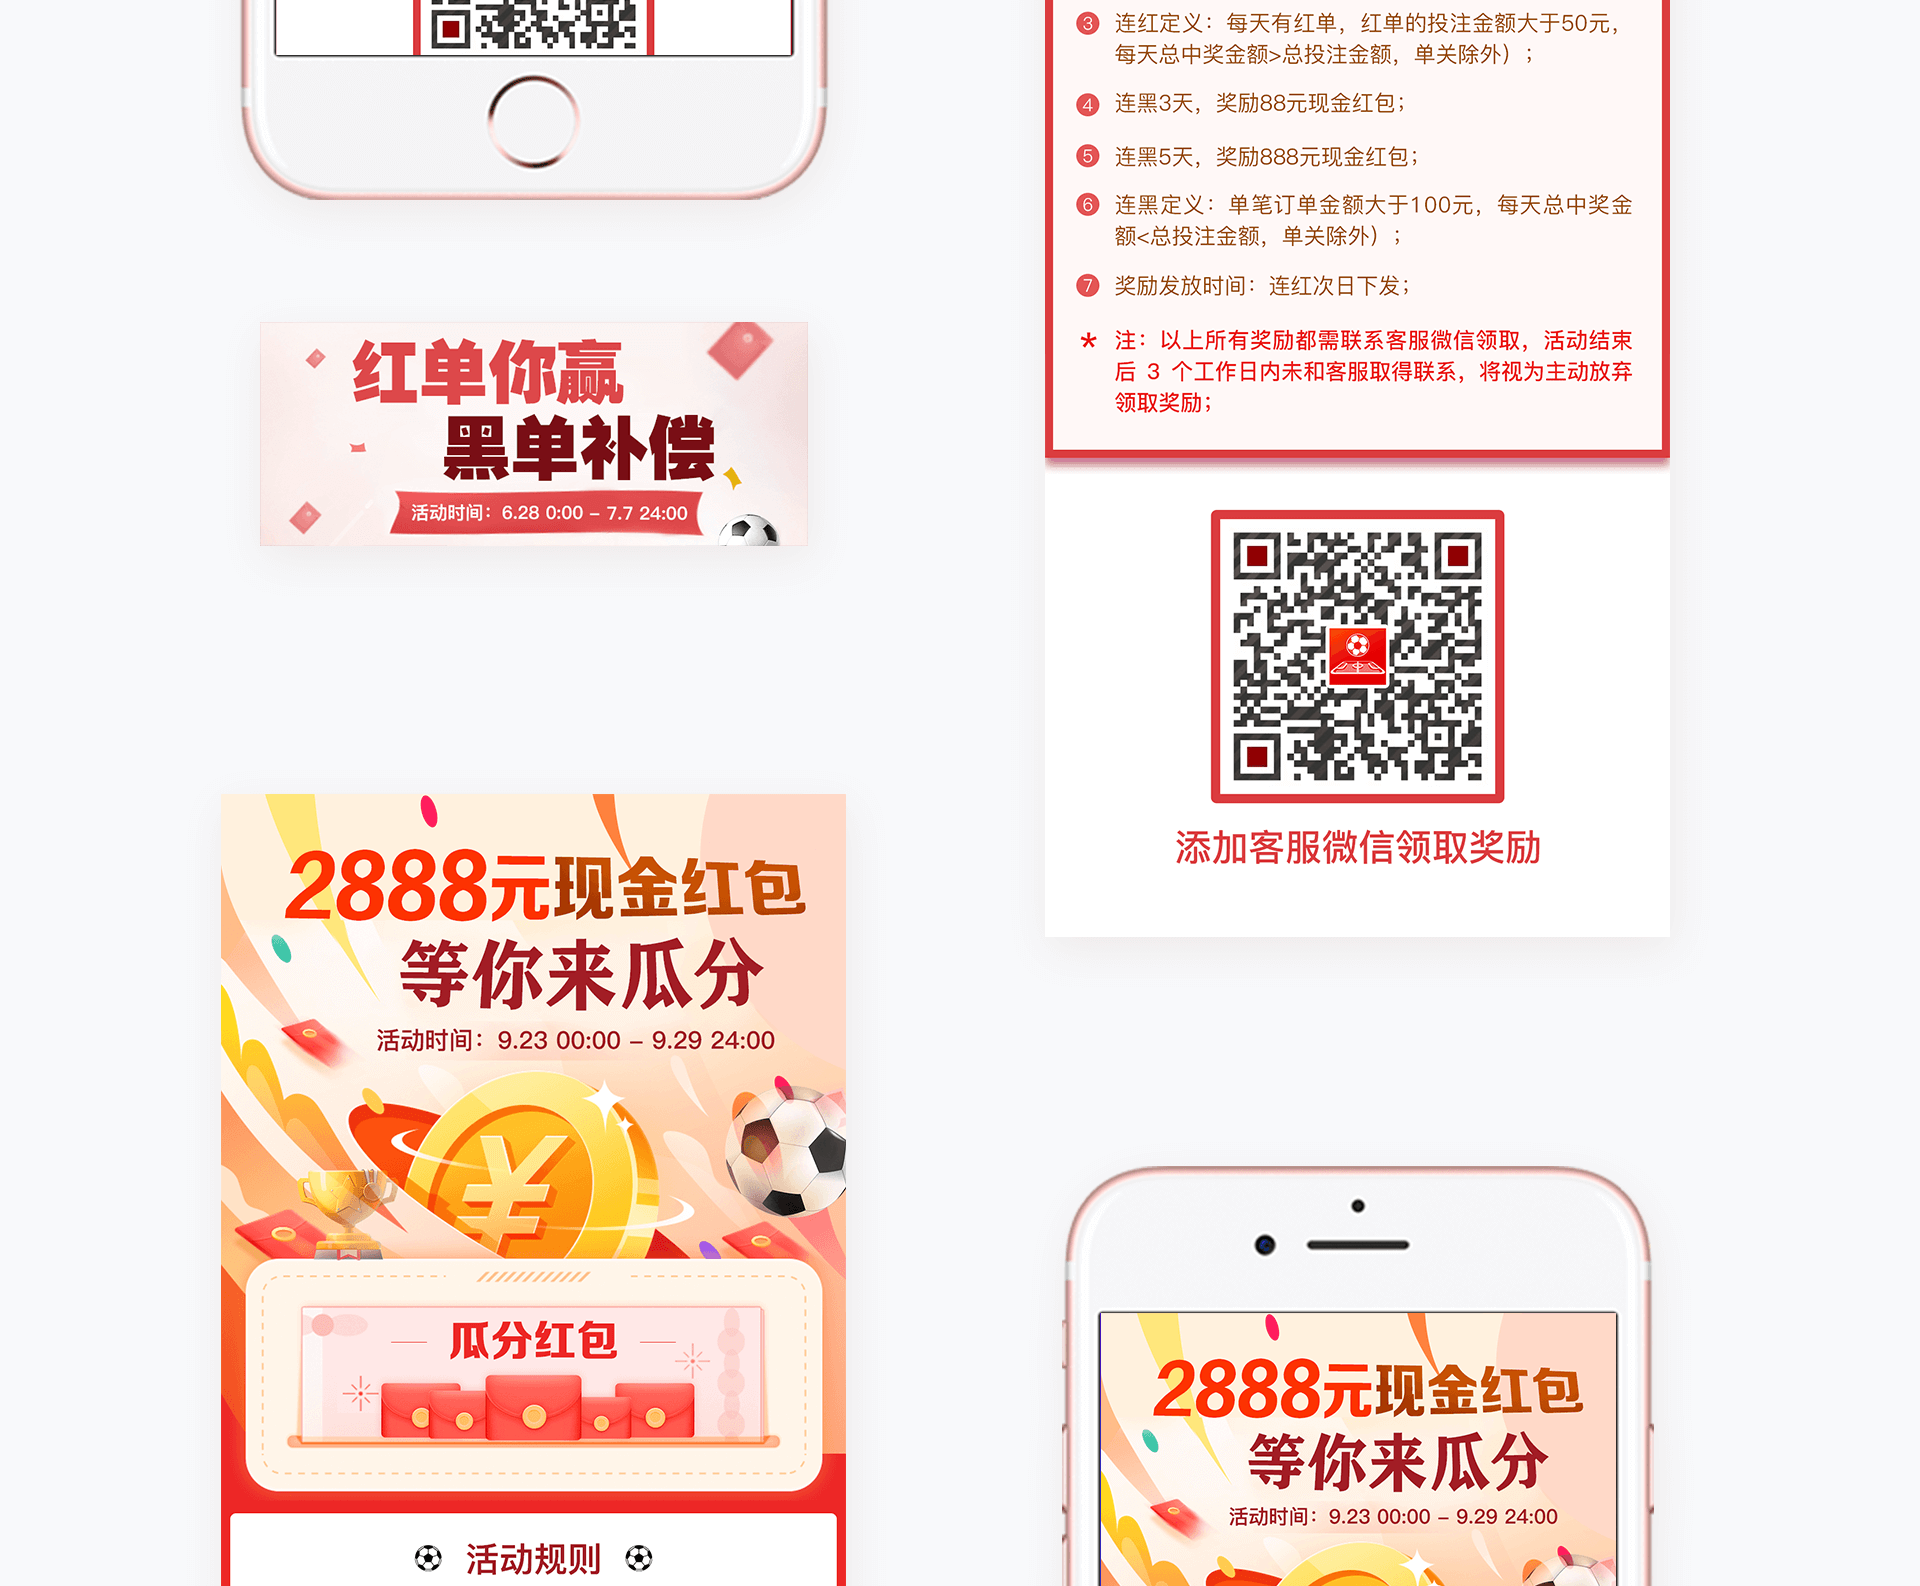 红单你赢
黑单补偿
活动时间：6.28 0:00 – 7.7 24:00
2888元现金红包
等你来瓜分
活动时间：9.23 00:00 – 9.29 24:00
¥
瓜分红包
活动规则
3 连红定义：每天有红单，红单的投注金额大于50元，
每天总中奖金额>总投注金额，单关除外）；
4 连黑3天，奖励88元现金红包；
5 连黑5天，奖励888元现金红包；
6 连黑定义：单笔订单金额大于100元，每天总中奖金
额<总投注金额，单关除外）；
7 奖励发放时间：连红次日下发；
* 注：以上所有奖励都需联系客服微信领取，活动结束
后 3 个工作日内未和客服取得联系，将视为主动放弃
领取奖励；
添加客服微信领取奖励
2888元现金红包
等你来瓜分
活动时间：9.23 00:00 – 9.29 24:00